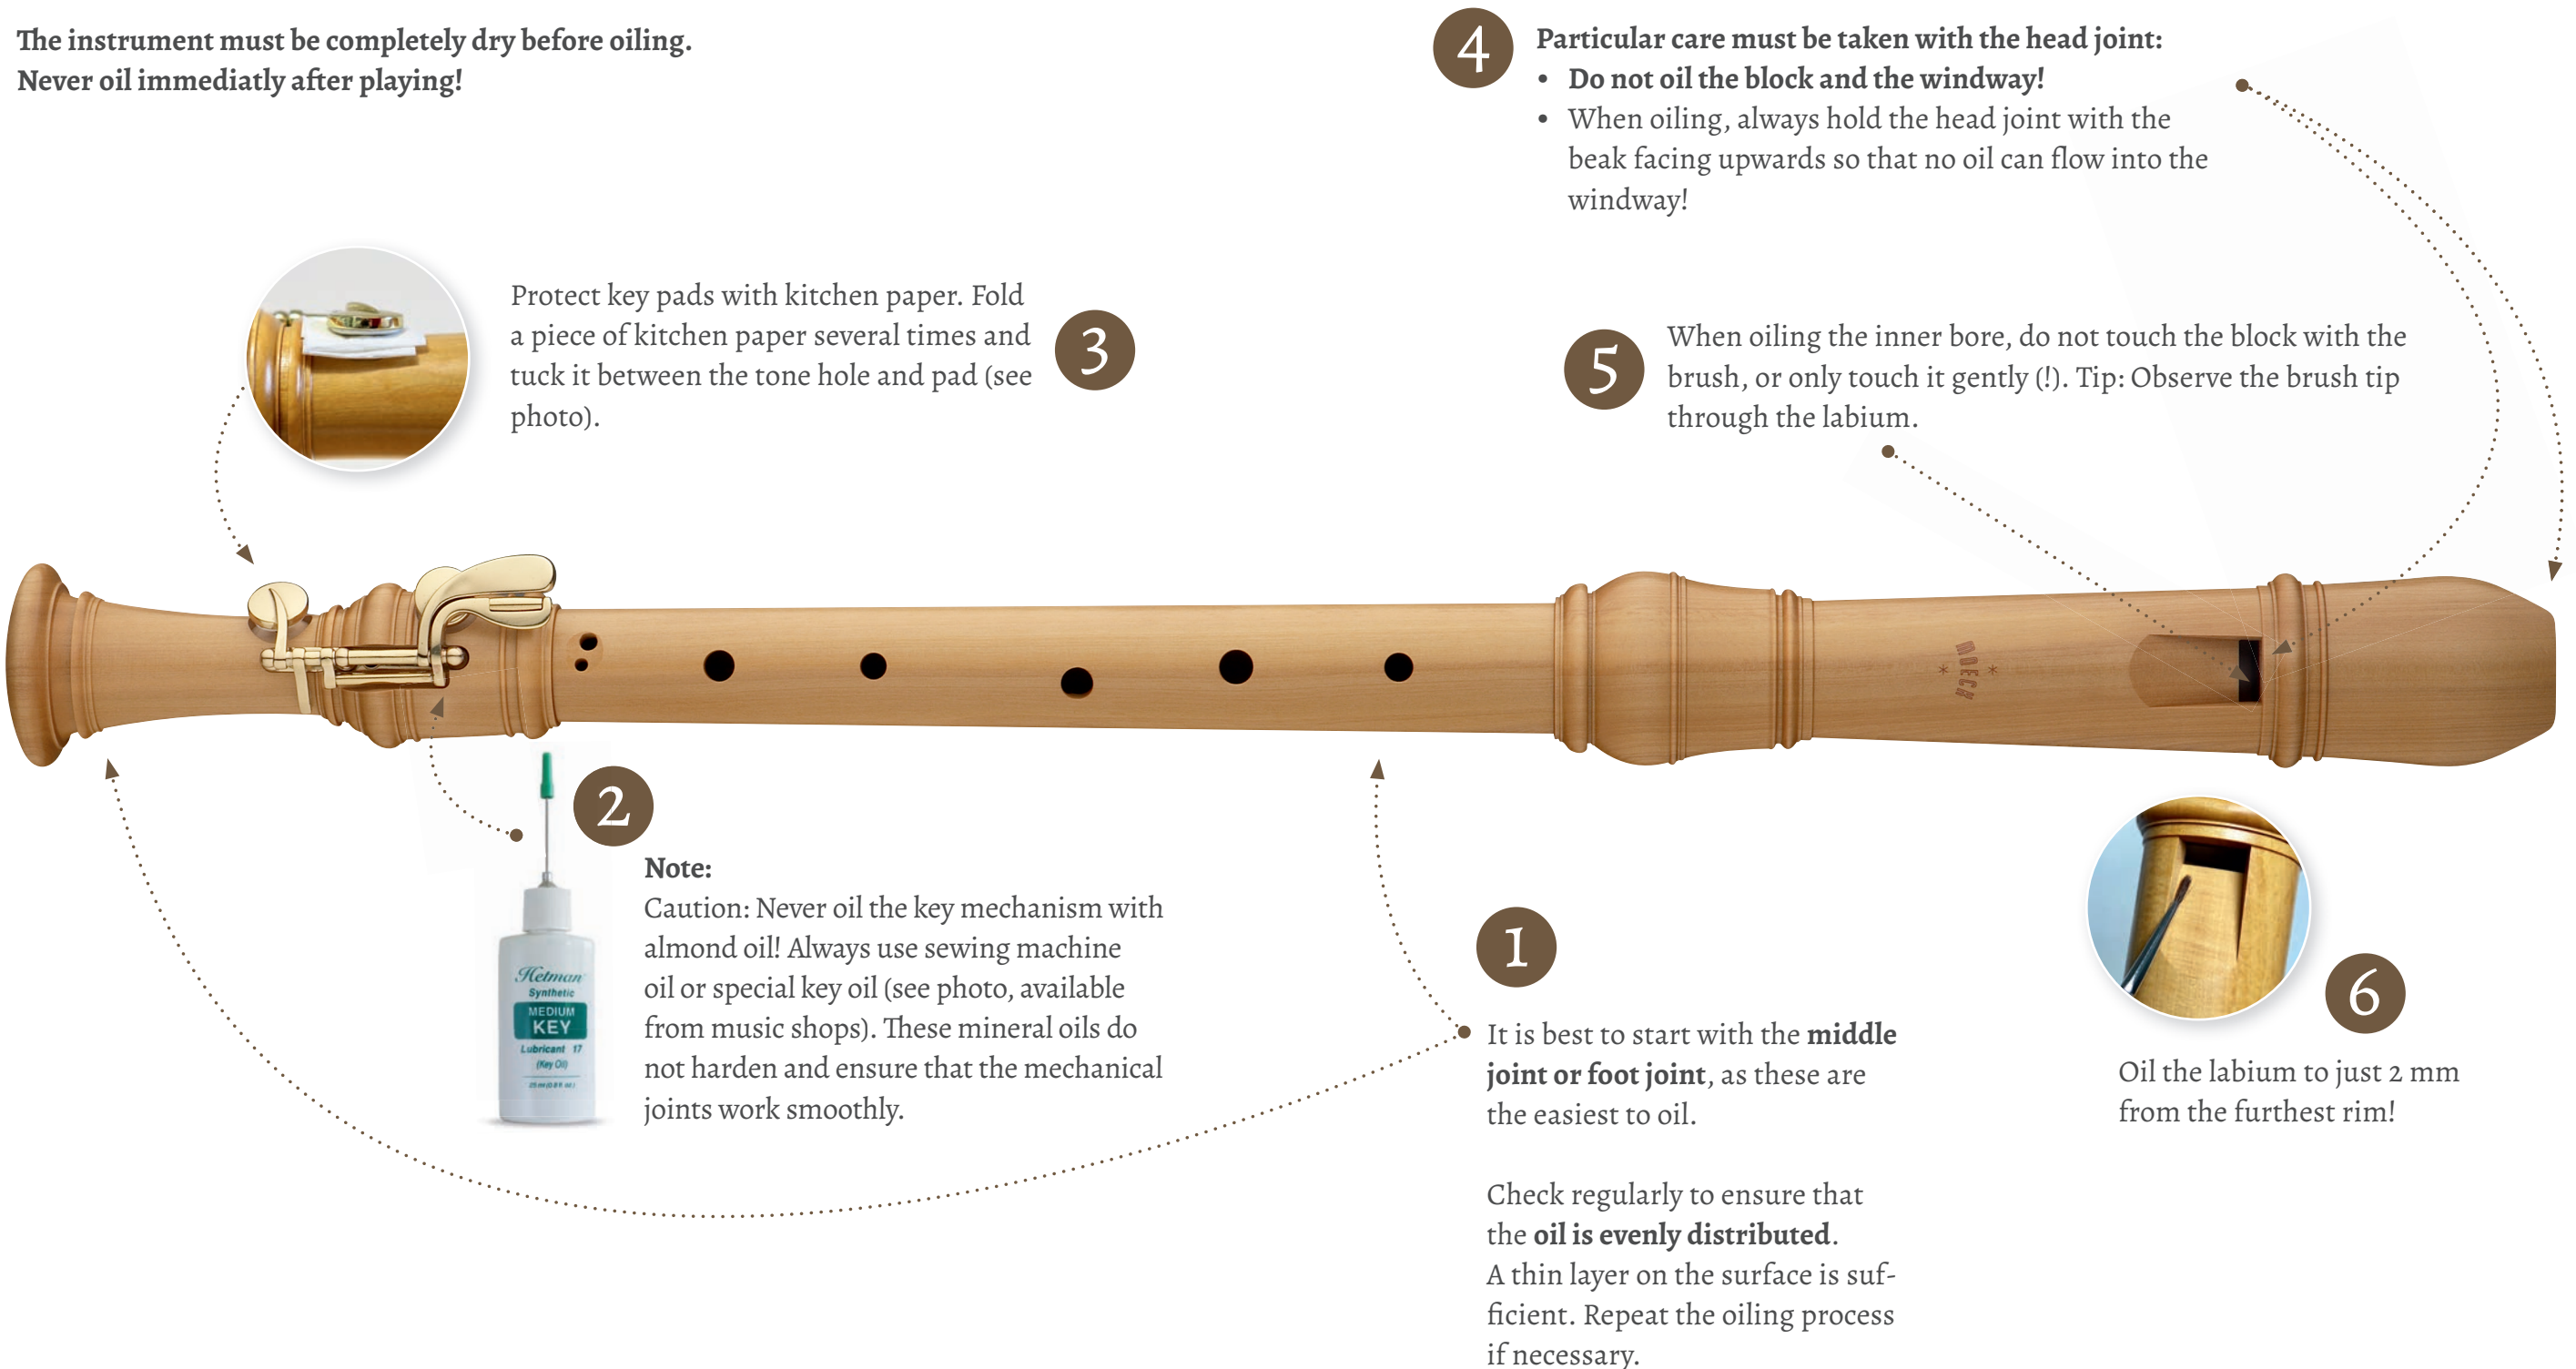 The instrument must be completely dry before oiling.
Never oil immediatly after playing!
4
Particular care must be taken with the head joint:
• Do not oil the block and the windway!
• When oiling, always hold the head joint with the
beak facing upwards so that no oil can flow into the
windway!
Protect key pads with kitchen paper. Fold
a piece of kitchen paper several times and
tuck it between the tone hole and pad (see
photo).
3
5
When oiling the inner bore, do not touch the block with the
brush, or only touch it gently (!). Tip: Observe the brush tip
through the labium.
MOECK
2
Note:
Caution: Never oil the key mechanism with
almond oil! Always use sewing machine
oil or special key oil (see photo, available
from music shops). These mineral oils do
not harden and ensure that the mechanical
joints work smoothly.
Hetman
Synthetic
MEDIUM
KEY
Lubricant 17
(Key Oil)
1
It is best to start with the middle
joint or foot joint, as these are
the easiest to oil.
Check regularly to ensure that
the oil is evenly distributed.
A thin layer on the surface is suf-
ficient. Repeat the oiling process
if necessary.
6
Oil the labium to just 2 mm
from the furthest rim!